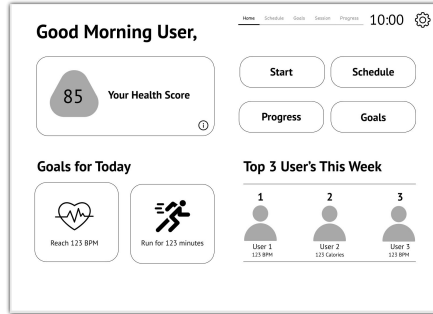 Home Schedule Goals Session Progress 10:00
Good Morning User,
85 Your Health Score
i
Start Schedule
Progress Goals
Goals for Today
Reach 123 BPM Run for 123 minutes
Top 3 User's This Week
1 2 3
User 1 User 2 User 3
123 BPM 123 Calories 123 BPM